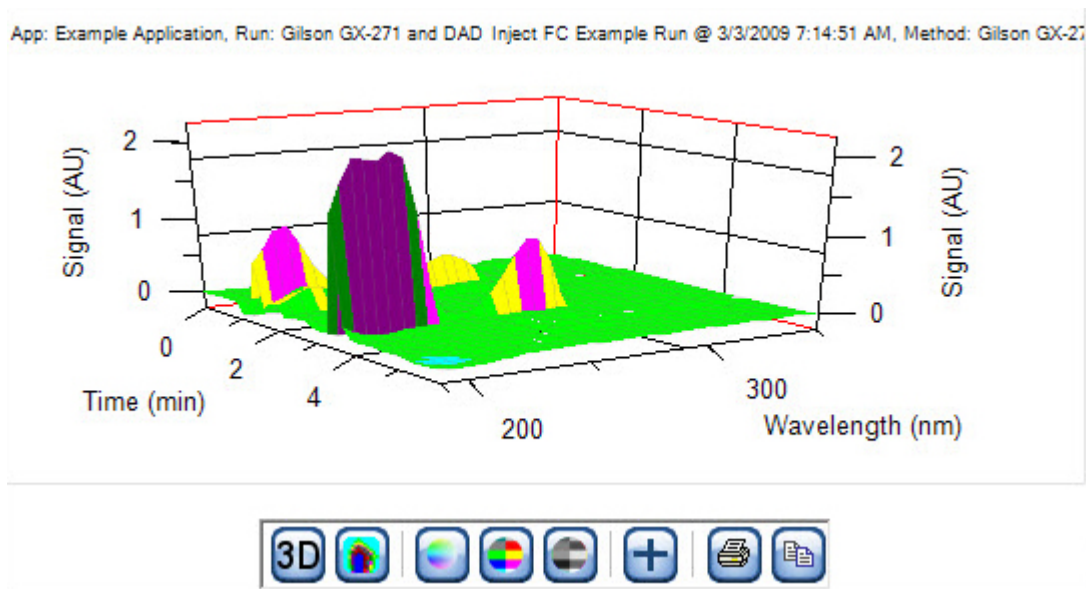 App: Example Application, Run: Gilson GX-271 and DAD Inject FC Example Run @ 3/3/2009 7:14:51 AM, Method: Gilson GX-27
2
1
0
Signal (AU)
2
1
0
Signal (AU)
0
2
4
Time (min)
200
300
Wavelength (nm)
3D